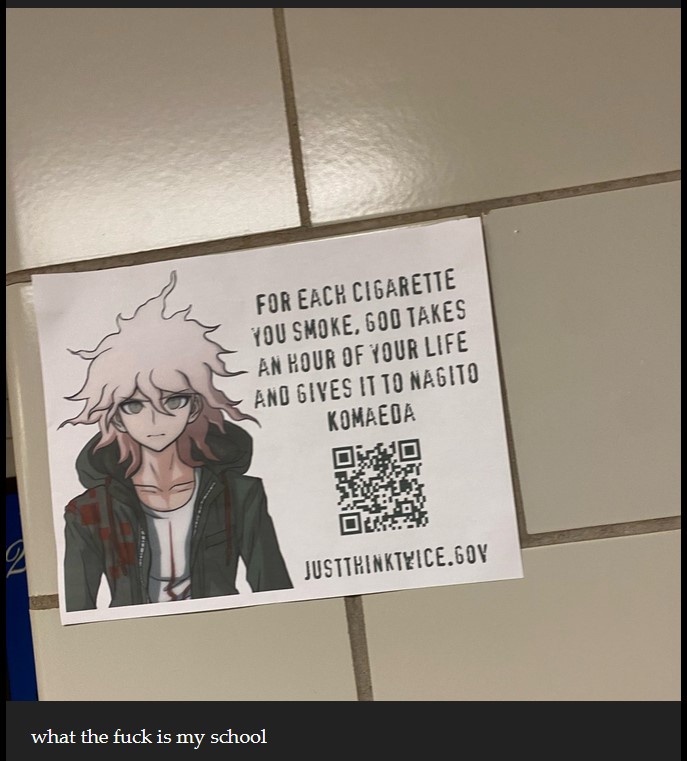 FOR EACH CIGARETTE
YOU SMOKE, GOD TAKES
AN HOUR OF YOUR LIFE
AND GIVES IT TO NAGITO
KOMAEDA
JUSTTHINKTWICE.GOV
what the fuck is my school